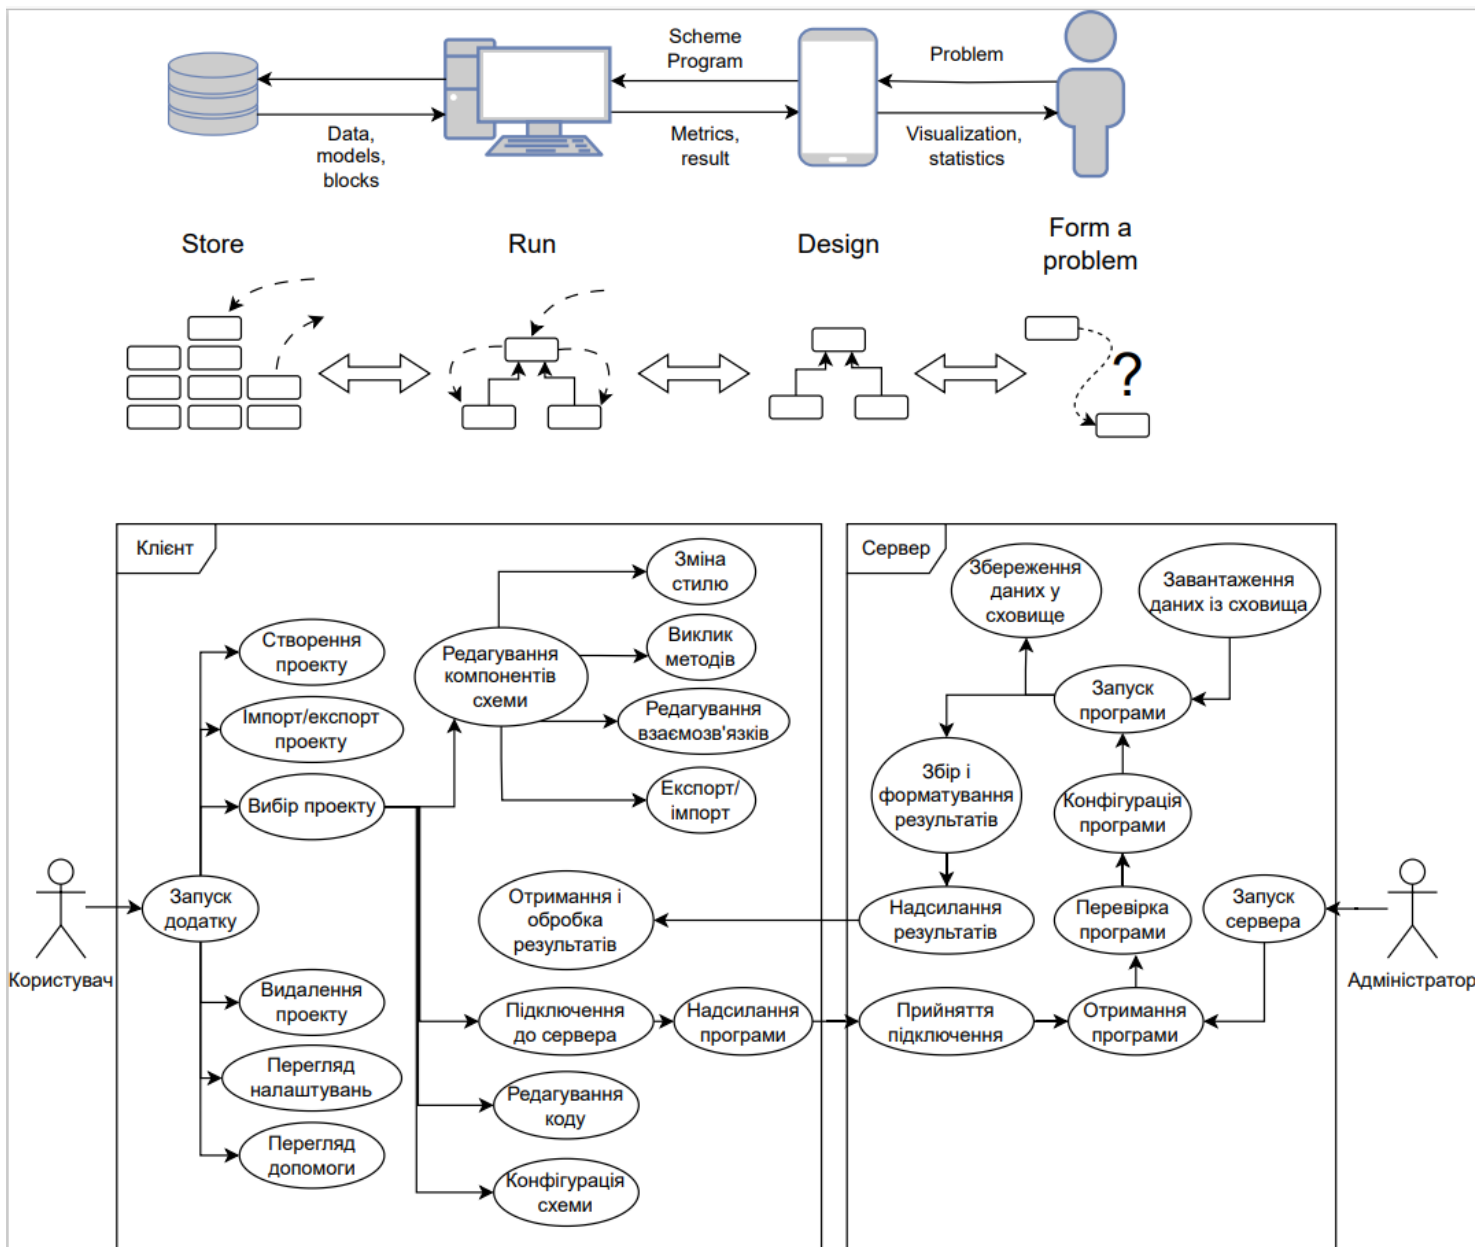 Scheme
Program
Problem
Data,
models,
blocks
Metrics,
result
Visualization,
statistics
Store
Run
Design
Form a
problem
?
Клієнт
Зміна
стилю
Створення
проекту
Редагування
компонентів
схеми
Виклик
методів
Імпорт/експорт
проекту
Редагування
взаємозв'язків
Вибір проекту
Експорт/
імпорт
Запуск
додатку
Користувач
Отримання і
обробка
результатів
Видалення
проекту
Підключення
до сервера
Надсилання
програми
Перегляд
налаштувань
Редагування
коду
Перегляд
допомоги
Конфігурація
схеми
Сервер
Збереження
даних у
сховище
Завантаження
даних із сховища
Запуск
програми
Збір і
форматування
результатів
Конфігурація
програми
Надсилання
результатів
Перевірка
програми
Запуск
сервера
Адміністратор
Прийняття
підключення
Отримання
програми